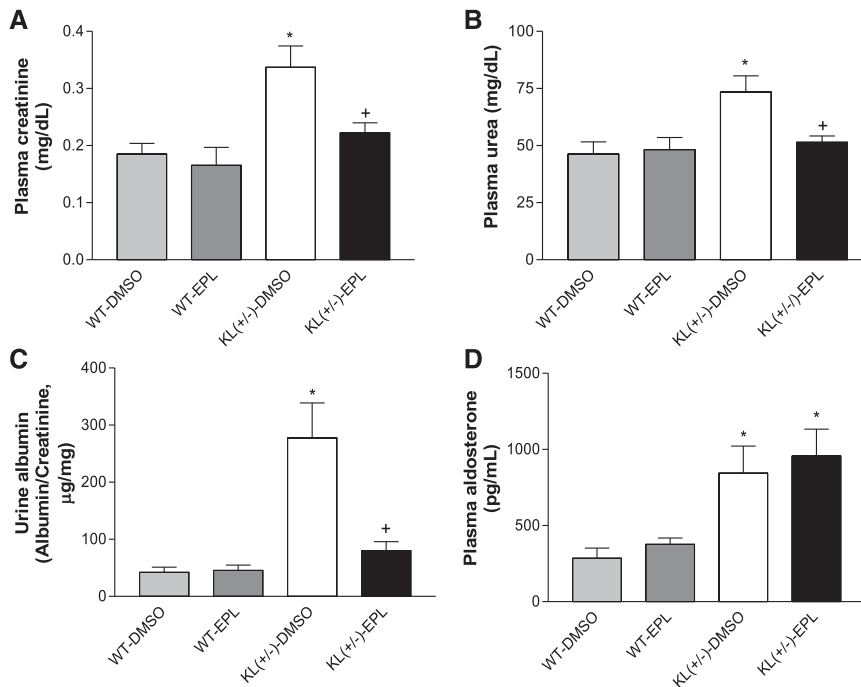 A
Plasma creatinine
(mg/dL)
0.4
0.3
0.2
0.1
0.0
*
+
WT-DMSO
WT-EPL
KL(+/-)-DMSO
KL(+/-)-EPL
B
Plasma urea (mg/dL)
100
75
50
25
0
*
+
WT-DMSO
WT-EPL
KL(+/-)-DMSO
KL(+/-)-EPL
C
Urine albumin
(Albumin/Creatinine,
μg/mg)
400
300
200
100
0
*
+
WT-DMSO
WT-EPL
KL(+/-)-DMSO
KL(+/-)-EPL
D
Plasma aldosterone
(pg/mL)
1500
1000
500
0
*
*
WT-DMSO
WT-EPL
KL(+/-)-DMSO
KL(+/-)-EPL